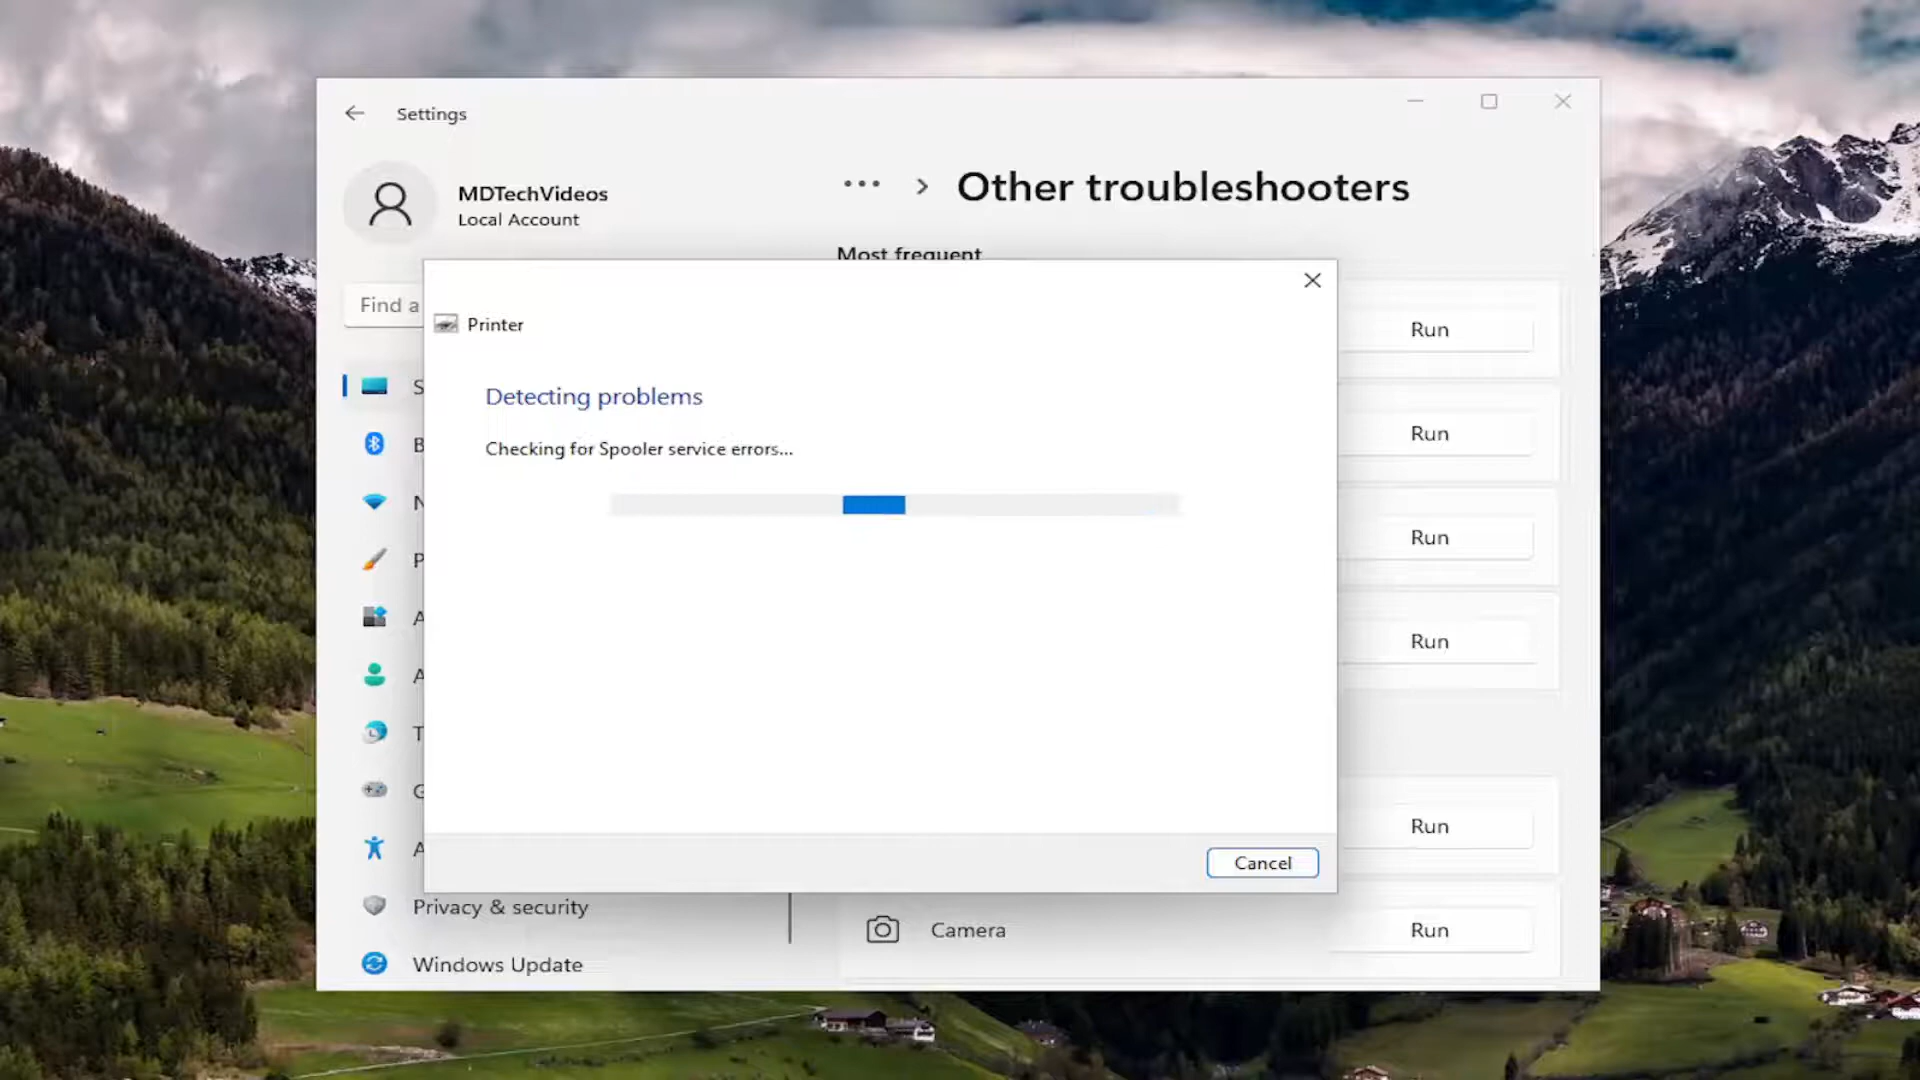 Settings
MDTechVideos
Local Account
Other troubleshooters
Most frequent
Find a
Printer
Detecting problems
Checking for Spooler service errors...
Cancel
Run
Run
Run
Run
Run
Run
S
B
N
P
A
A
T
G
A
Privacy & security
Windows Update
Camera